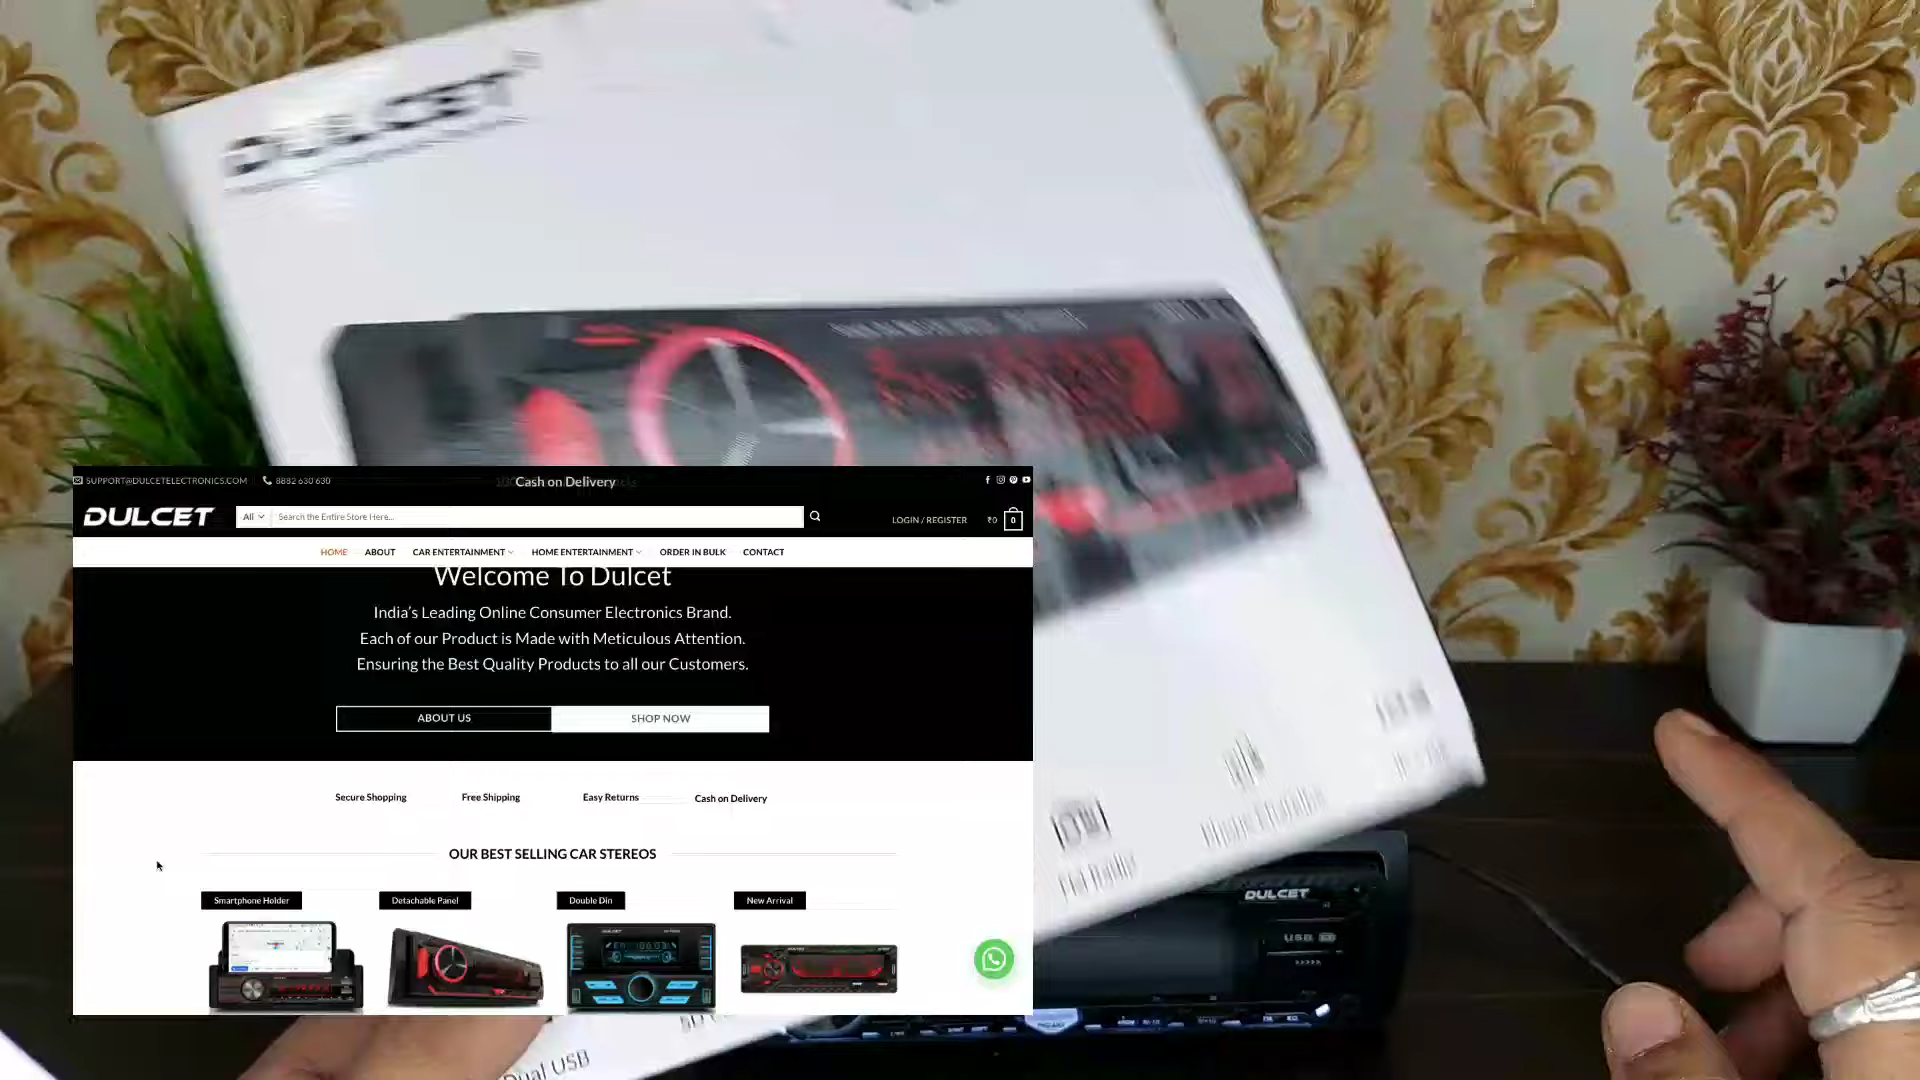 DULCET
SUPPORT@DULCETELECTRONICS.COM
8882 630 630
Cash on Delivery
DULCET
All
Search the Entire Store Here...
LOGIN / REGISTER
₹0
0
HOME
ABOUT
CAR ENTERTAINMENT
HOME ENTERTAINMENT
ORDER IN BULK
CONTACT
Welcome To Dulcet
India's Leading Online Consumer Electronics Brand.
Each of our Product is Made with Meticulous Attention.
Ensuring the Best Quality Products to all our Customers.
ABOUT US
SHOP NOW
Secure Shopping
Free Shipping
Easy Returns
Cash on Delivery
OUR BEST SELLING CAR STEREOS
Smartphone Holder
Detachable Panel
Double Din
New Arrival
DULCET
USB
Dual USB